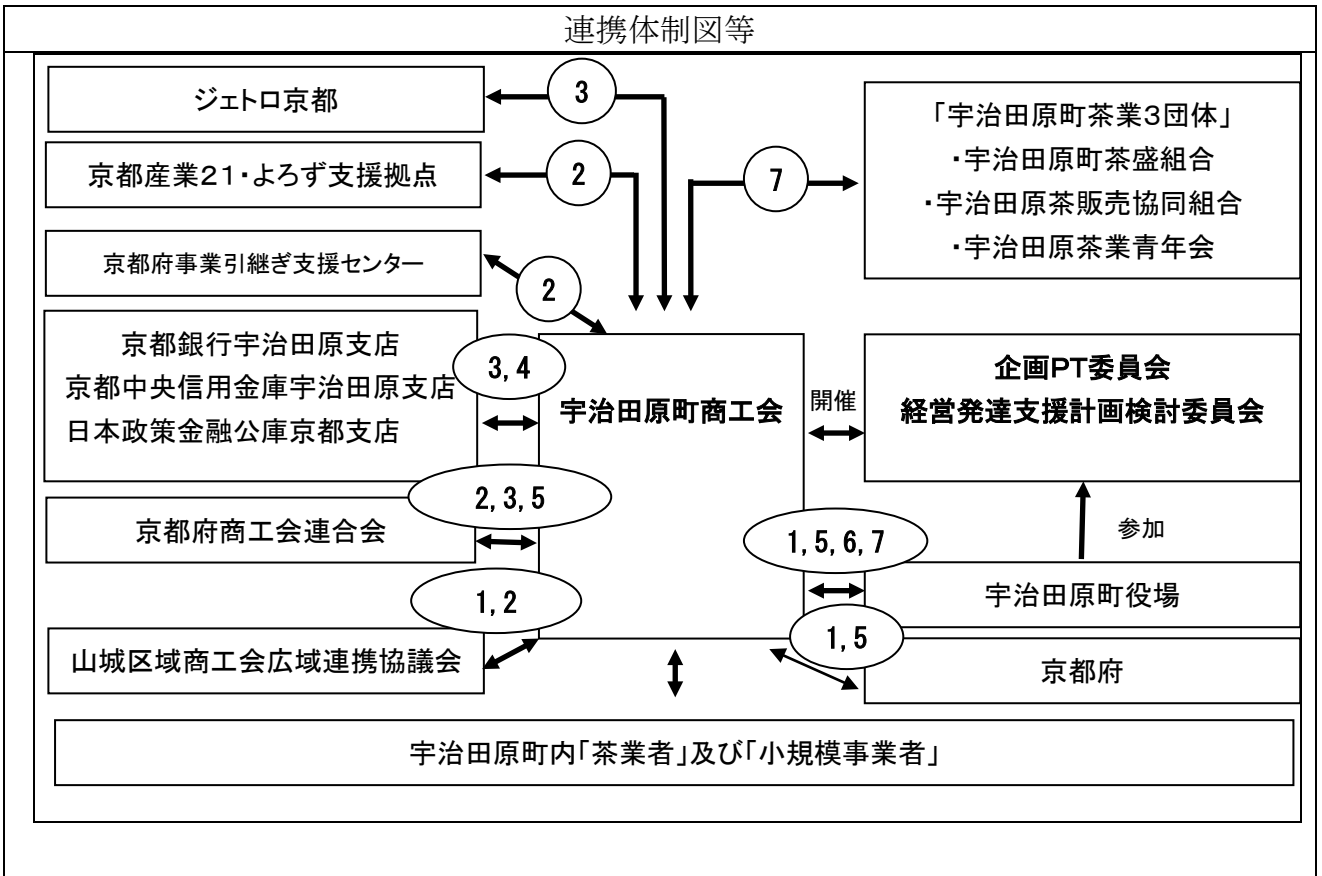 連携体制図等
ジェトロ京都
3
京都産業21・よろず支援拠点
2
7
「宇治田原町茶業3団体」
・宇治田原町茶盛組合
・宇治田原茶販売協同組合
・宇治田原茶業青年会
京都府事業引継ぎ支援センター
2
京都銀行宇治田原支店
京都中央信用金庫宇治田原支店
日本政策金融公庫京都支店
3，4
宇治田原町商工会
開催
企画PT委員会
経営発達支援計画検討委員会
京都府商工会連合会
2，3，5
1，5，6，7
参加
宇治田原町役場
1，2
山城区域商工会広域連携協議会
1，5
京都府
宇治田原町内「茶業者」及び「小規模事業者」